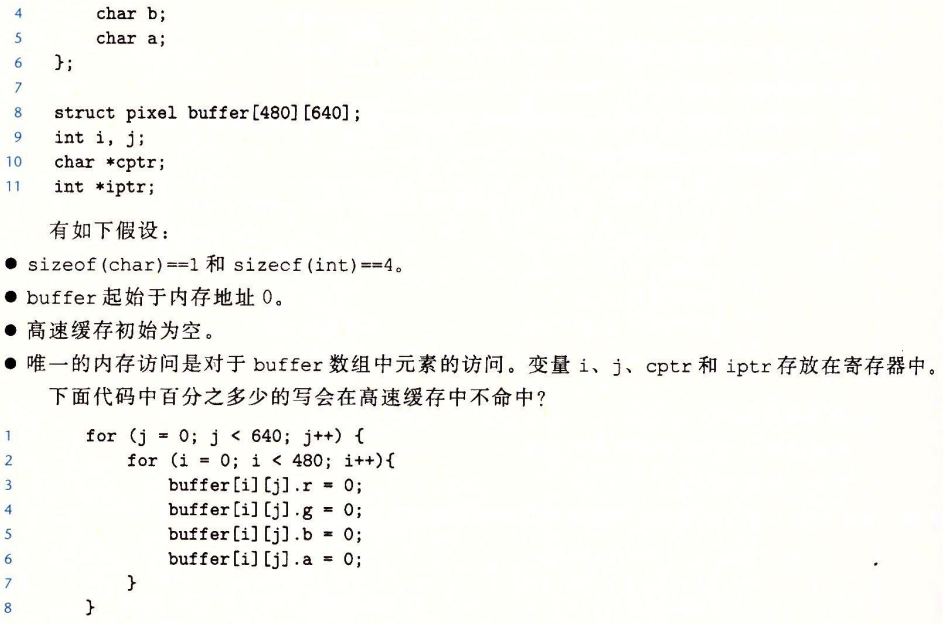 4 char b;
5 char a;
6 };
7
8 struct pixel buffer[480][640];
9 int i, j;
10 char *cptr;
11 int *iptr;
有如下假设：
● sizeof(char)==1 和 sizecf(int)==4。
● buffer 起始于内存地址 0。
● 高速缓存初始为空。
● 唯一的内存访问是对于 buffer 数组中元素的访问。变量 i、j、cptr 和 iptr 存放在寄存器中。
下面代码中百分之多少的写会在高速缓存中不命中？
1 for (j = 0; j < 640; j++) {
2 for (i = 0; i < 480; i++){
3 buffer[i][j].r = 0;
4 buffer[i][j].g = 0;
5 buffer[i][j].b = 0;
6 buffer[i][j].a = 0;
7 }
8 }